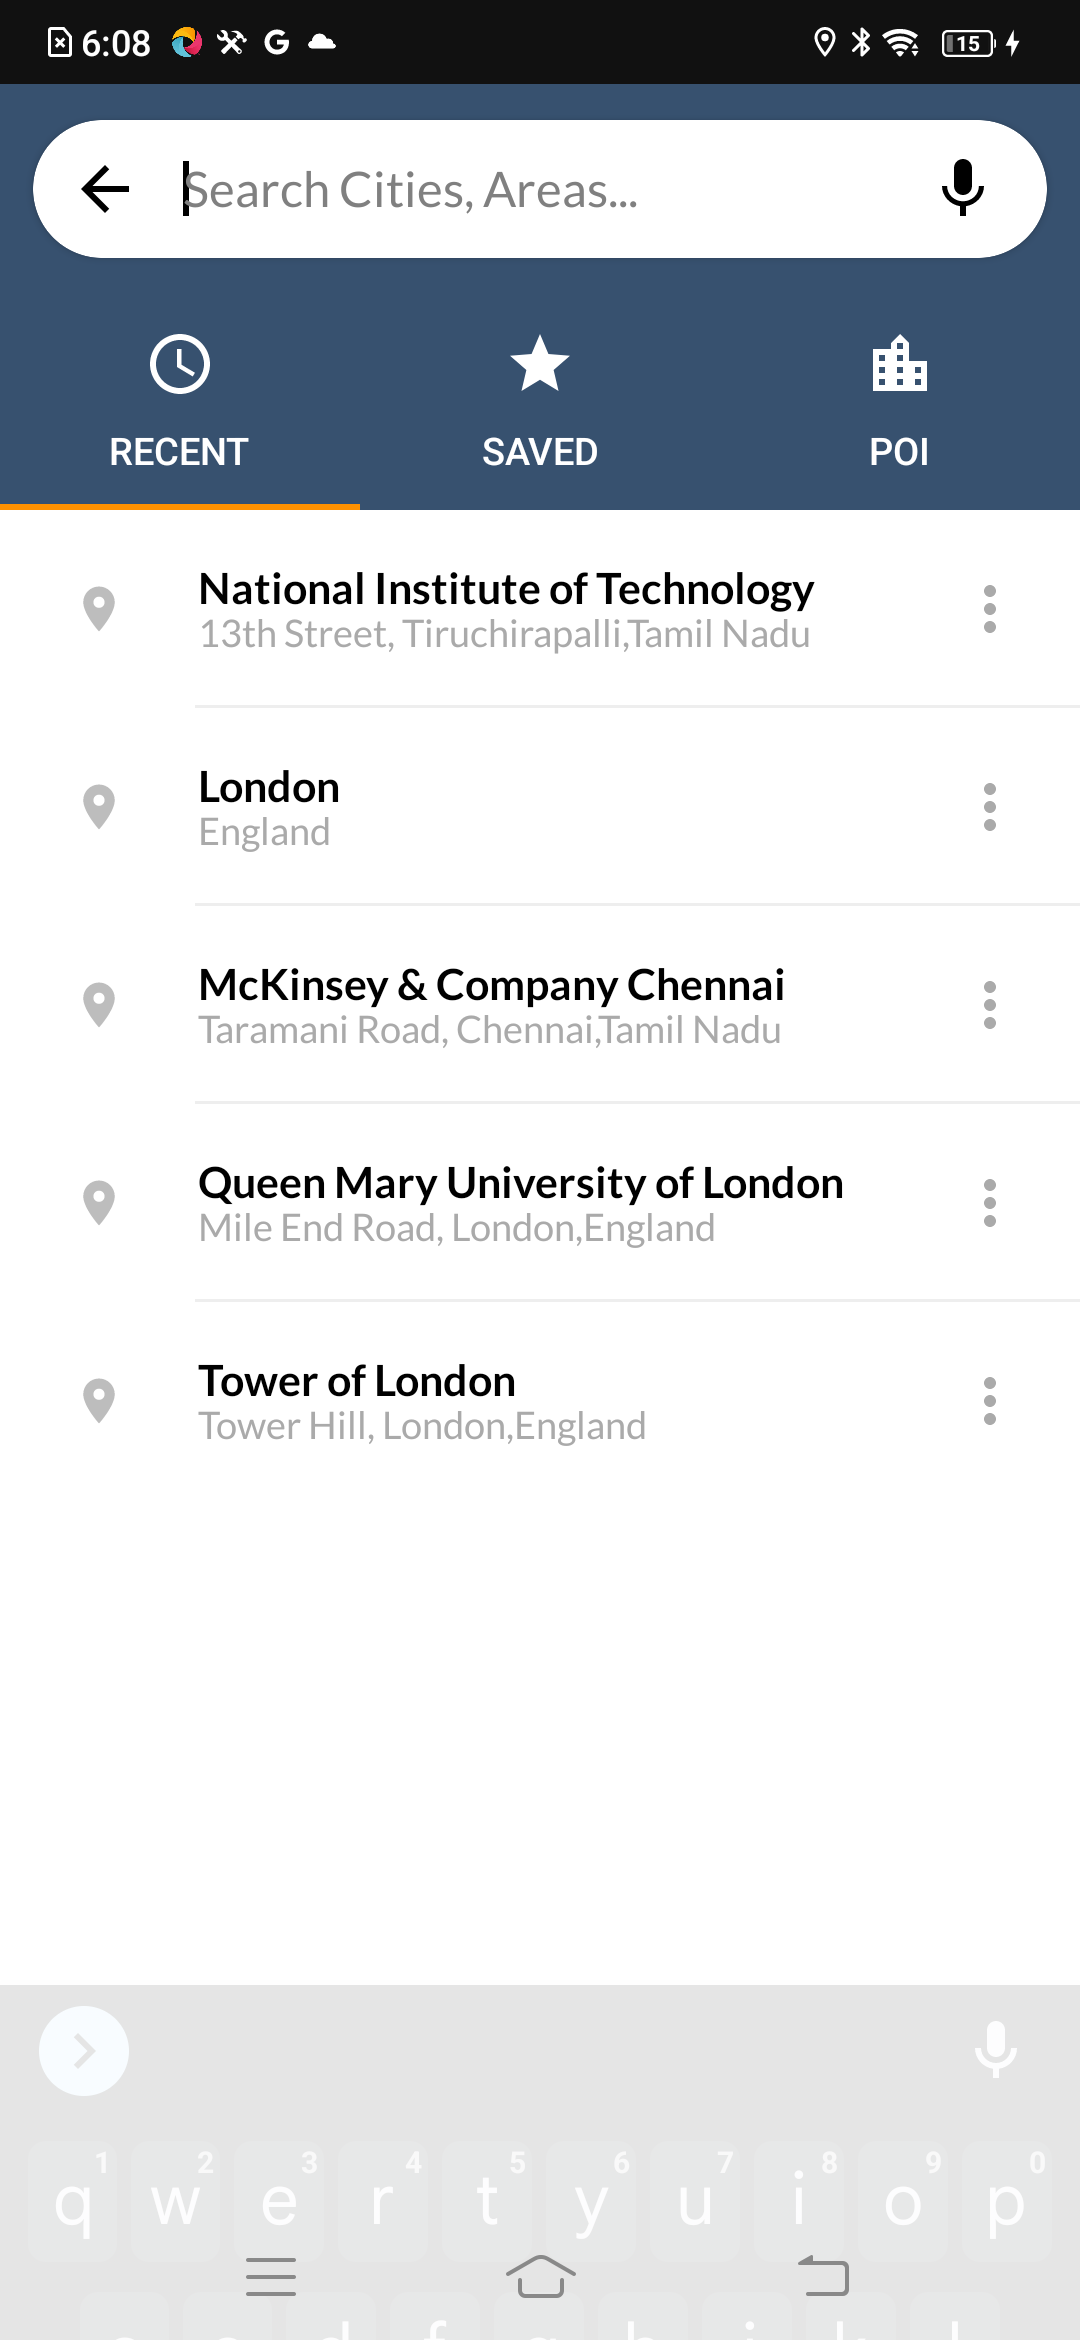 6:08 15
Search Cities, Areas...
RECENT SAVED POI
National Institute of Technology
13th Street, Tiruchirapalli,Tamil Nadu
London
England
McKinsey & Company Chennai
Taramani Road, Chennai,Tamil Nadu
Queen Mary University of London
Mile End Road, London,England
Tower of London
Tower Hill, London,England
1 2 3 4 5 6 7 8 9 0
q w e r t y u i o p